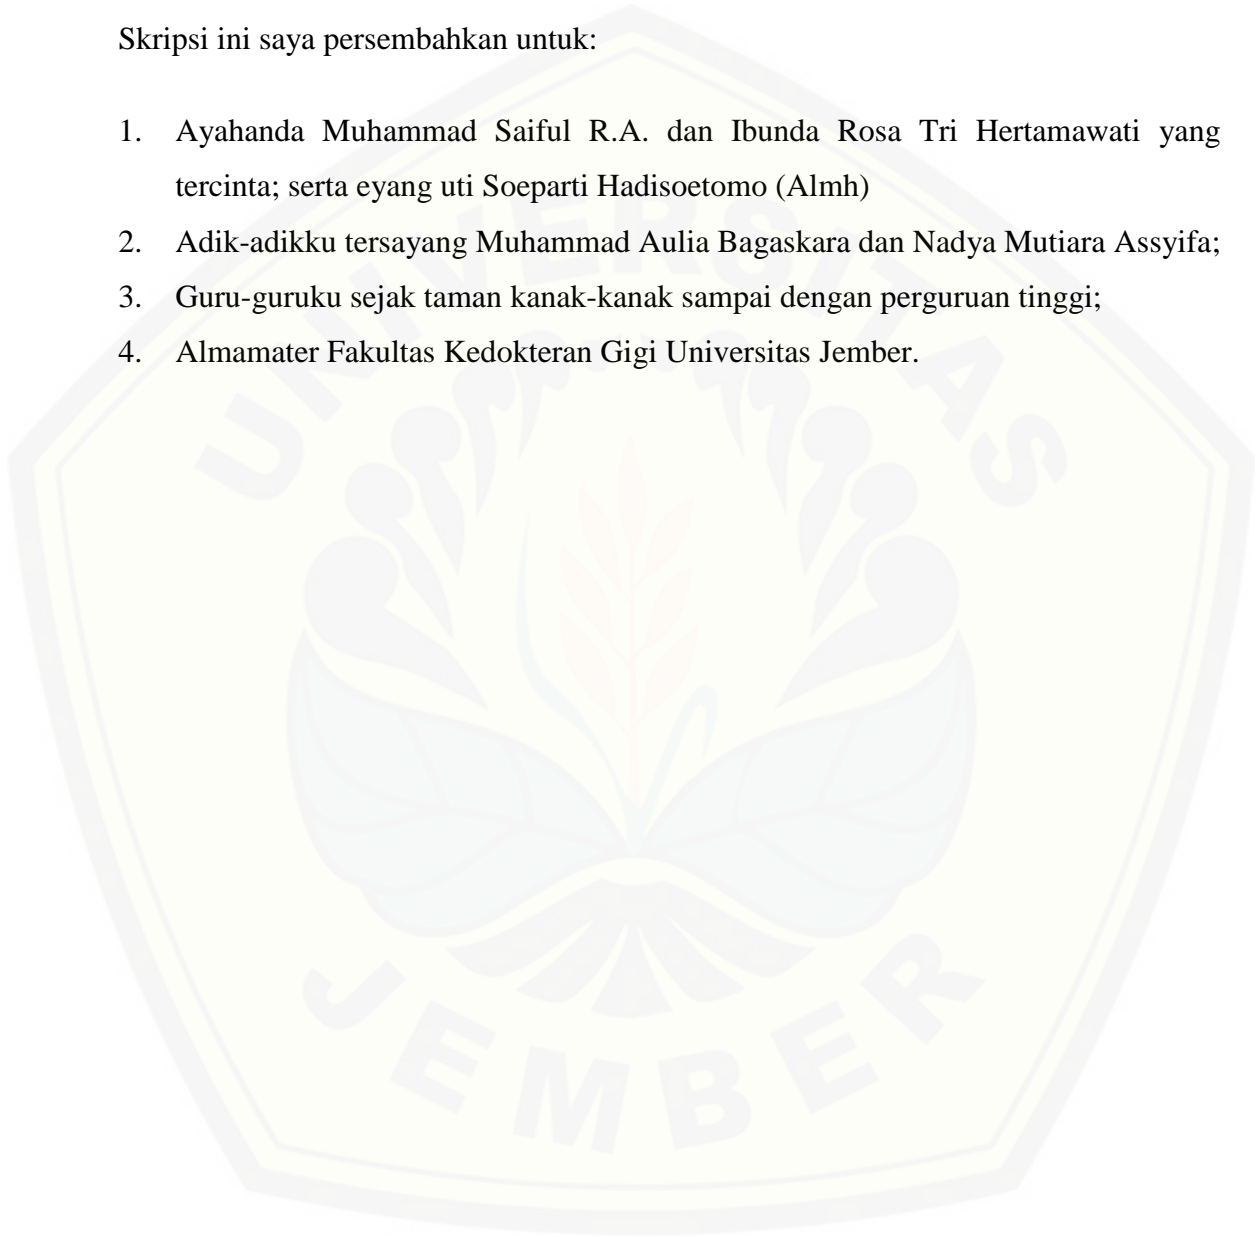 Skripsi ini saya persembahkan untuk:
1. Ayahanda Muhammad Saiful R.A. dan Ibunda Rosa Tri Hertamawati yang
tercinta; serta eyang uti Soeparti Hadisoetomo (Almh)
2. Adik-adikku tersayang Muhammad Aulia Bagaskara dan Nadya Mutiara Assyifa;
3. Guru-guruku sejak taman kanak-kanak sampai dengan perguruan tinggi;
4. Almamater Fakultas Kedokteran Gigi Universitas Jember.
UNIVERSITAS
JEMBER